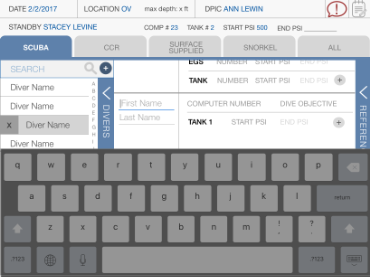 DATE 2/2/2017 LOCATION OV max depth: x ft DPIC ANN LEWIN
STANDBY STACEY LEVINE COMP # 23 TANK # 2 START PSI 500 END PSI
SCUBA CCR SURFACE SUPPLIED SNORKEL ALL
SEARCH
EGS NUMBER START PSI END PSI
Diver Name
TANK NUMBER START PSI END PSI
Diver Name
First Name COMPUTER NUMBER DIVE OBJECTIVE
X Diver Name
Last Name TANK 1 START PSI END PSI
Diver Name
A
B
C
D
E
F
G
H
I
DIVERS
REFEREN
q w e r t y u i o p
a s d f g h j k l return
z x c v b n m ! , ? .
.?123 .?123